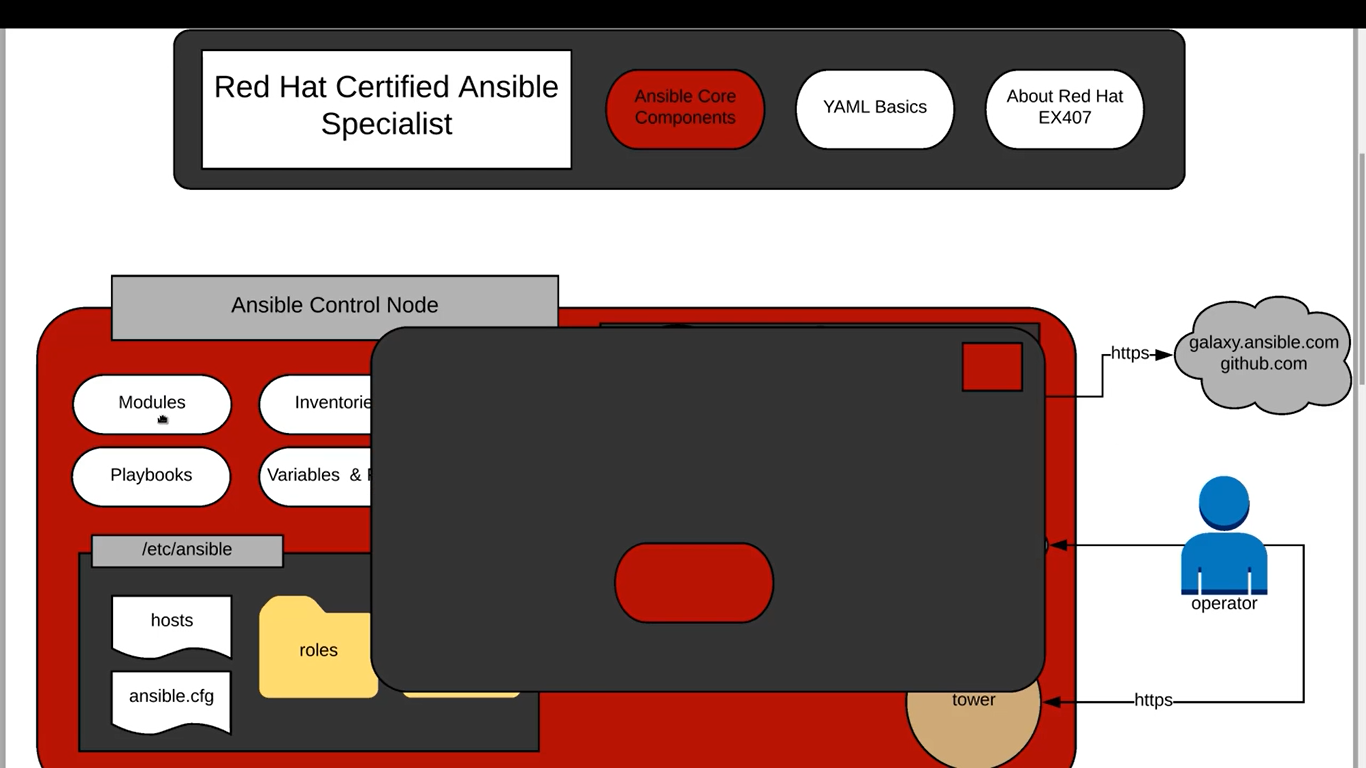 Red Hat Certified Ansible
Specialist
Ansible Core
Components
YAML Basics
About Red Hat
EX407
Ansible Control Node
galaxy.ansible.com
github.com
https
Modules
Inventorie
Playbooks
Variables & 
/etc/ansible
hosts
roles
ansible.cfg
operator
tower
https